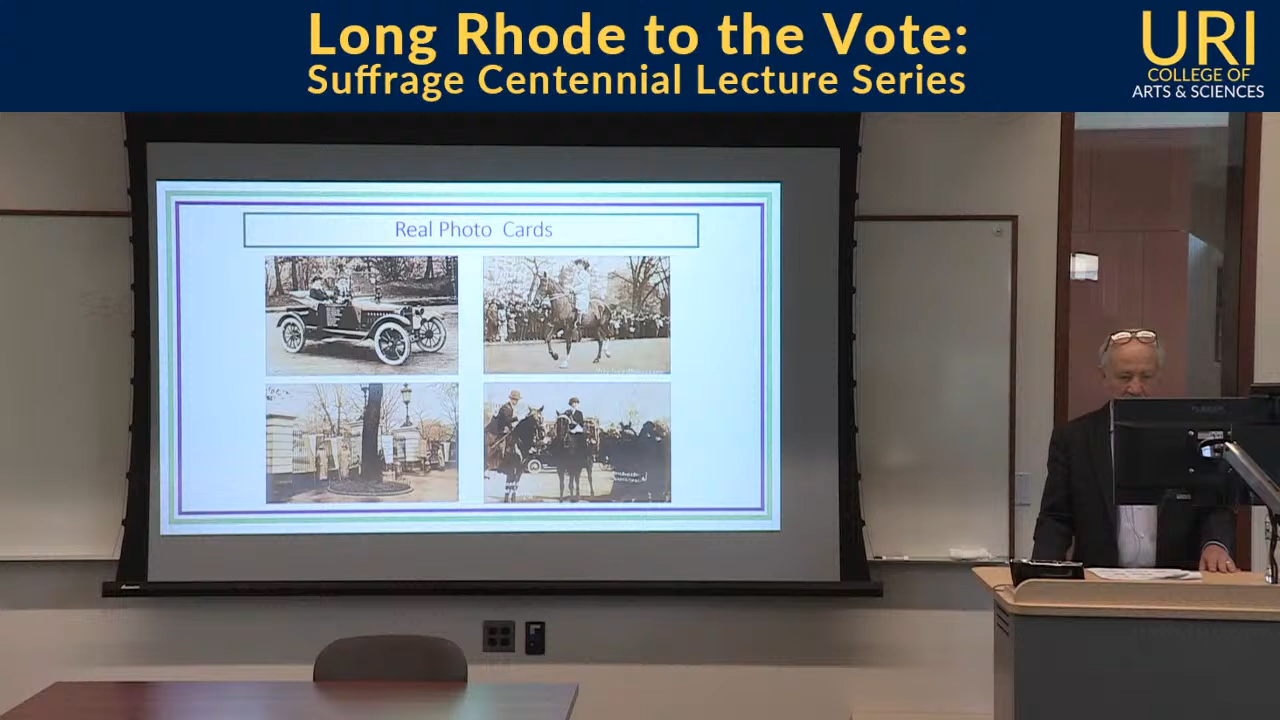 Long Rhode to the Vote:
Suffrage Centennial Lecture Series
URI
COLLEGE OF
ARTS & SCIENCES
Real Photo Cards